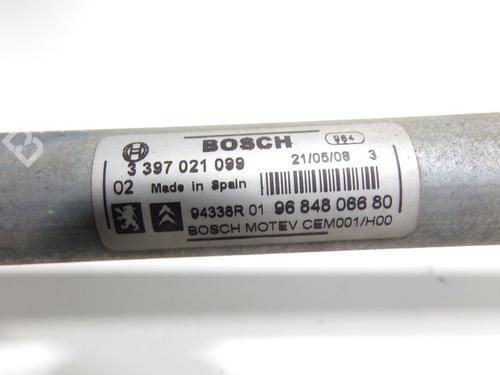 BOSCH 964
3 397 021 099 21/05/08 3
02 Made in Spain
94338R 01 96 848 066 80
BOSCH MOTEV CEM001/H00